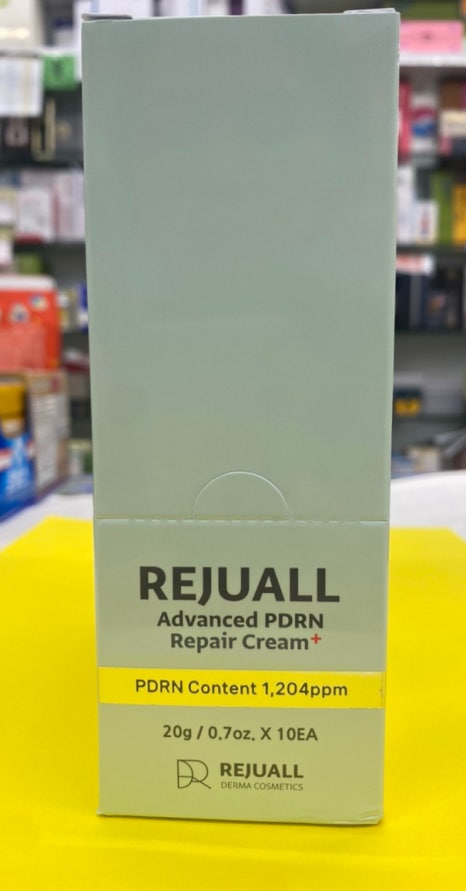 REJUALL
Advanced PDRN
Repair Cream+
PDRN Content 1,204ppm
20g / 0.7oz. X 10EA
REJUALL
DERMA COSMETICS